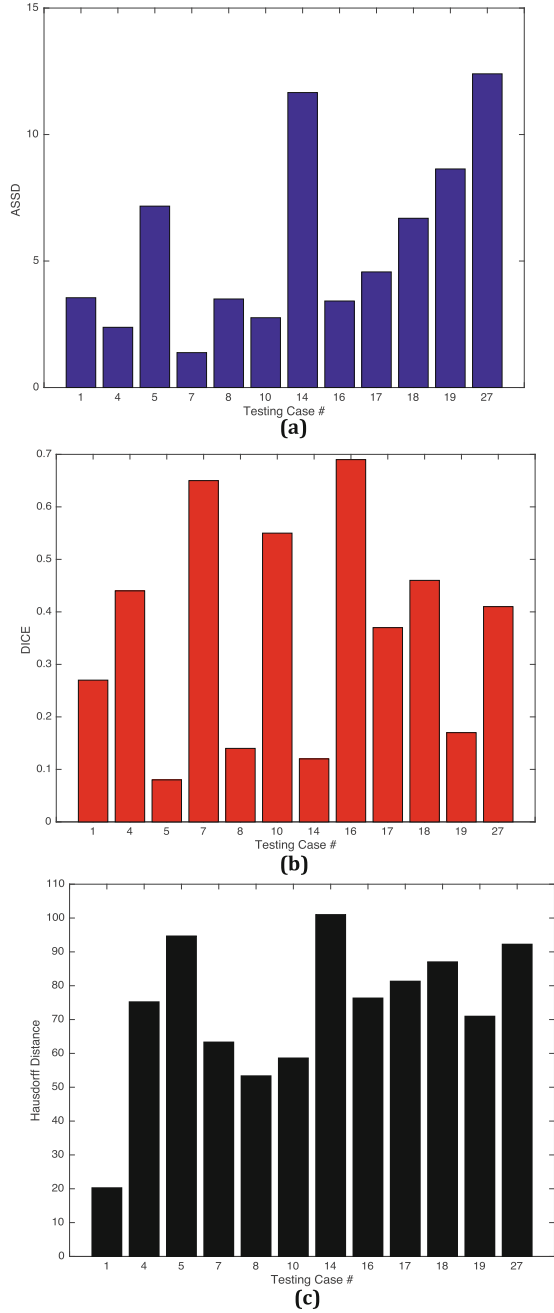 15
10
5
0
ASSD
1 4 5 7 8 10 14 16 17 18 19 27
Testing Case #
(a)
0.7
0.6
0.5
0.4
0.3
0.2
0.1
0
DICE
1 4 5 7 8 10 14 16 17 18 19 27
Testing Case #
(b)
110
100
90
80
70
60
50
40
30
20
10
0
Hausdorff Distance
1 4 5 7 8 10 14 16 17 18 19 27
Testing Case #
(c)